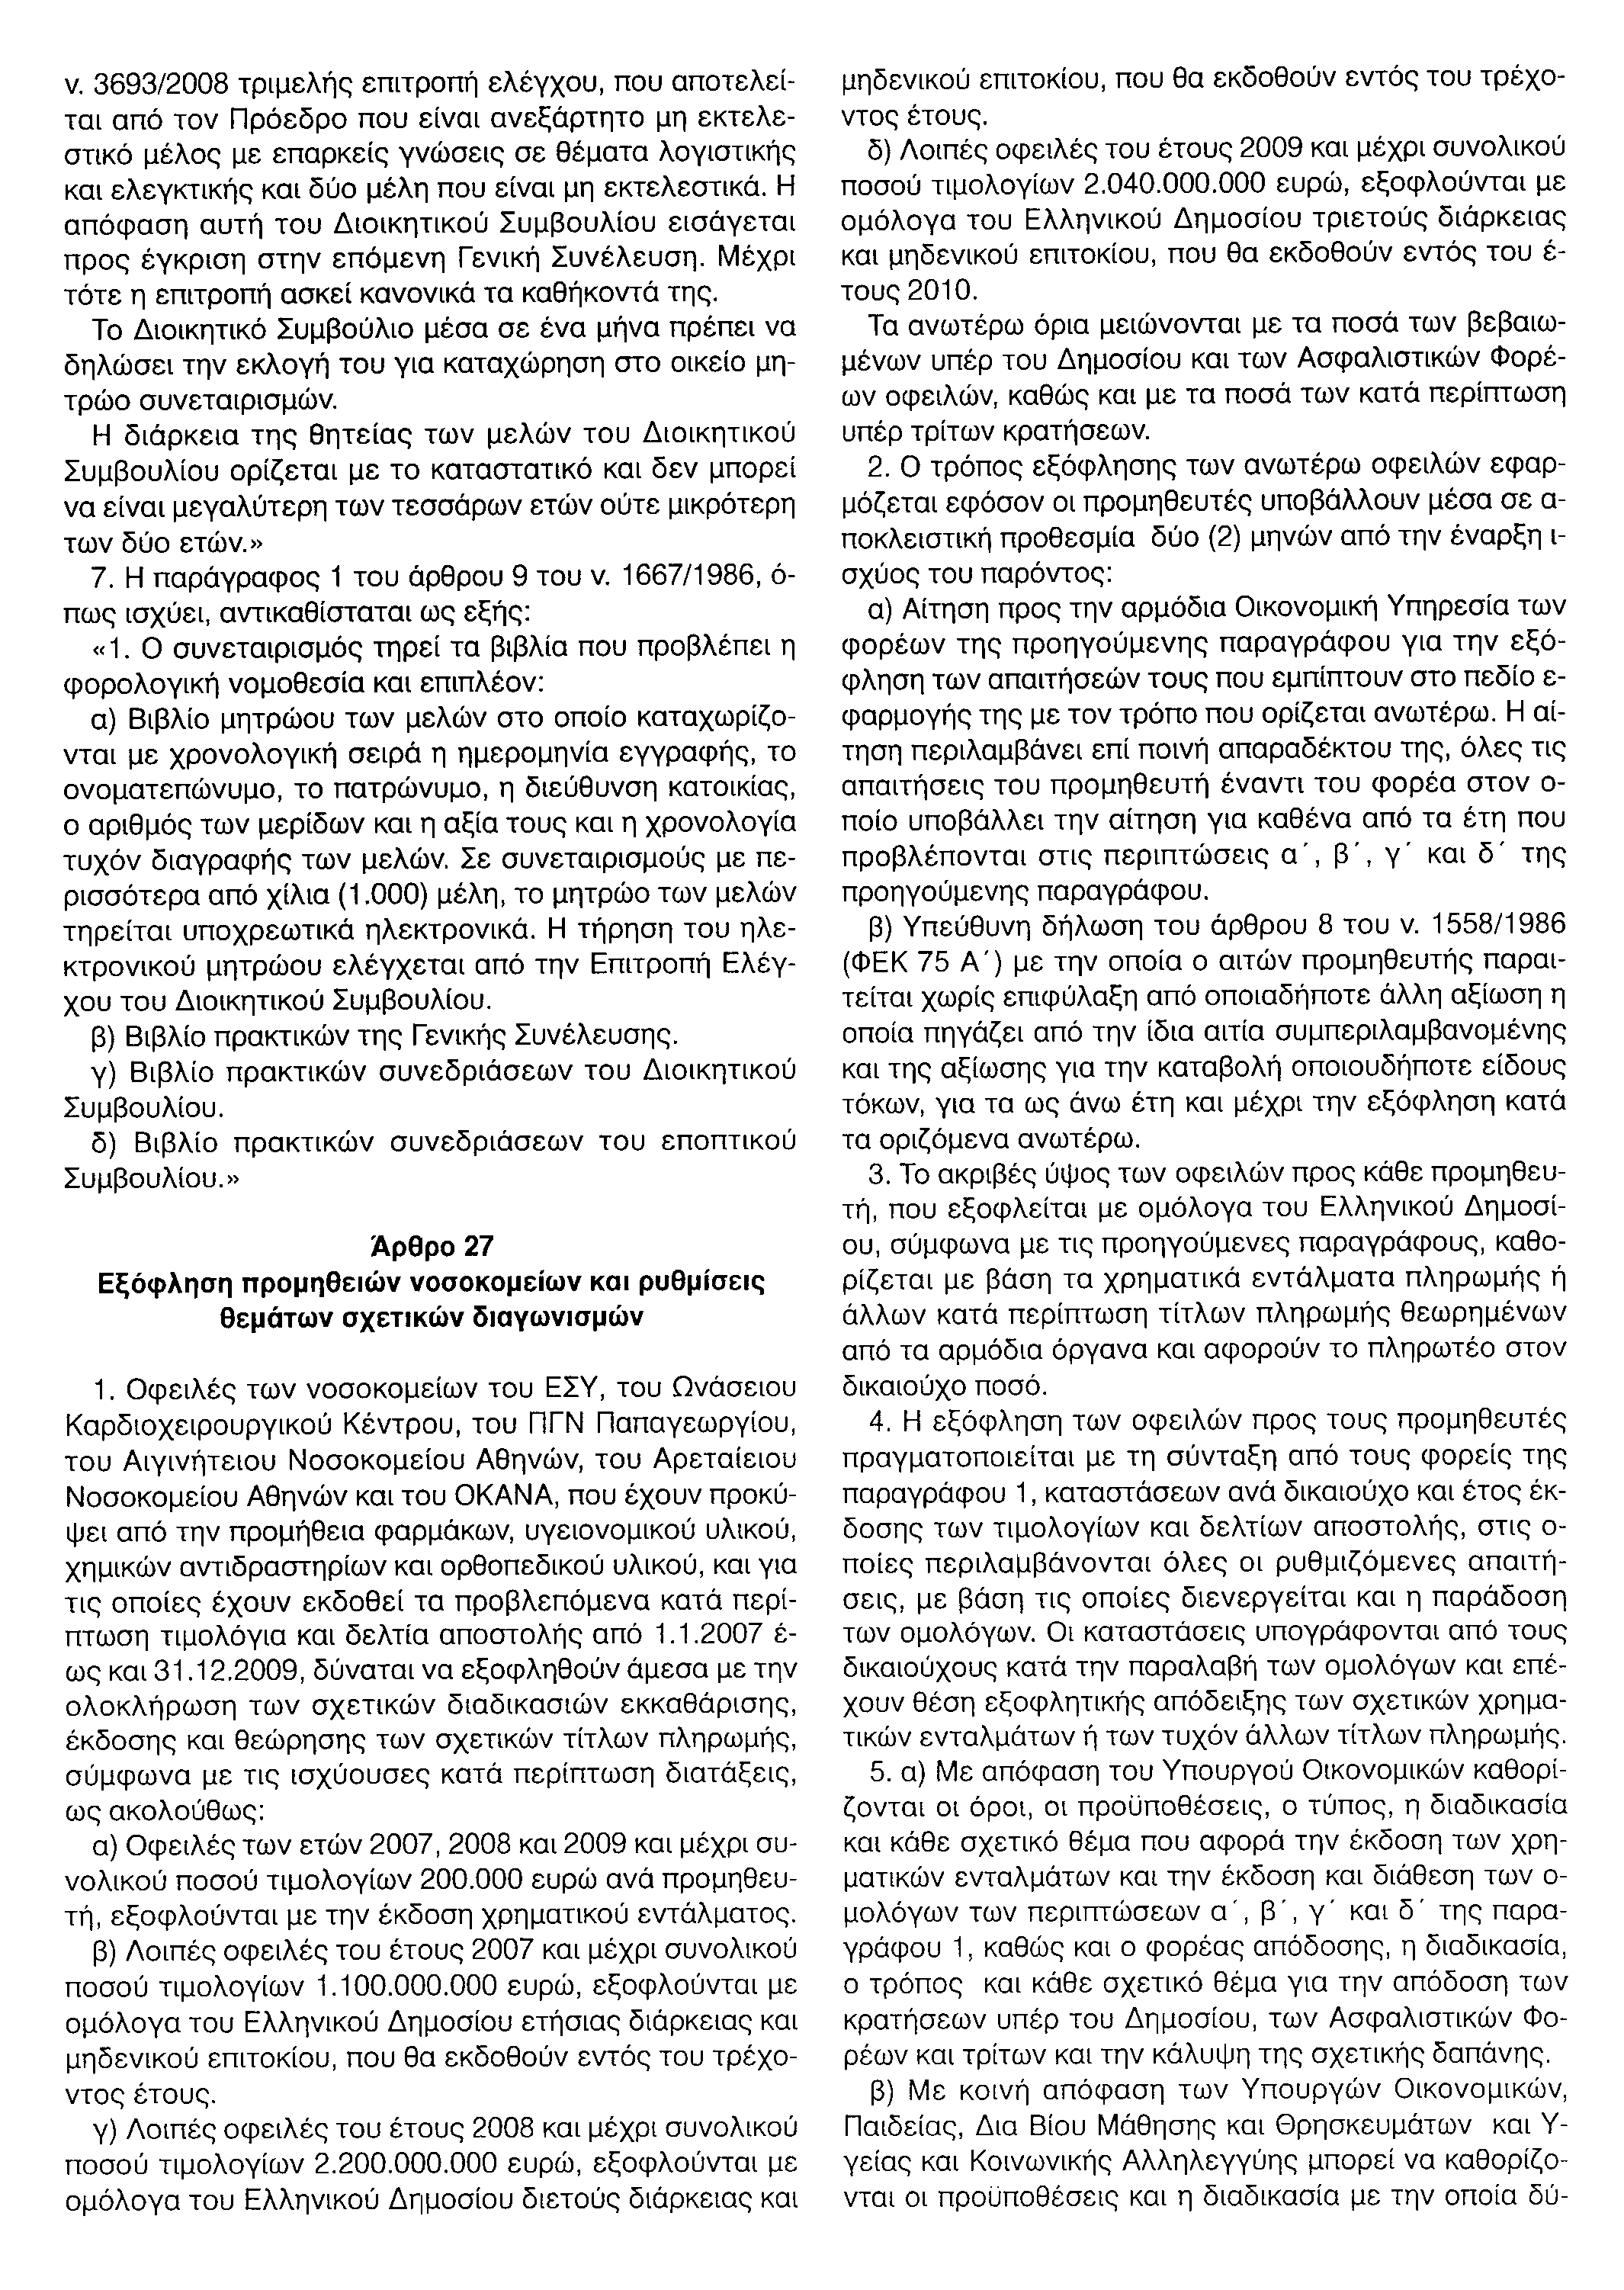 ν. 3693/2008 τριμελής επιτροπή ελέγχου, που αποτελεί-
ται από τον Πρόεδρο που είναι ανεξάρτητο μη εκτελε-
στικό μέλος με επαρκείς γνώσεις σε θέματα λογιστικής
και ελεγκτικής και δύο μέλη που είναι μη εκτελεστικά. Η
απόφαση αυτή του Διοικητικού Συμβουλίου εισάγεται
προς έγκριση στην επόμενη Γενική Συνέλευση. Μέχρι
τότε η επιτροπή ασκεί κανονικά τα καθήκοντά της.
Το Διοικητικό Συμβούλιο μέσα σε ένα μήνα πρέπει να
δηλώσει την εκλογή του για καταχώρηση στο οικείο μη-
τρώο συνεταιρισμών.
Η διάρκεια της θητείας των μελών του Διοικητικού
Συμβουλίου ορίζεται με το καταστατικό και δεν μπορεί
να είναι μεγαλύτερη των τεσσάρων ετών ούτε μικρότερη
των δύο ετών.»
7. Η παράγραφος 1 του άρθρου 9 του ν. 1667/1986, ό-
πως ισχύει, αντικαθίσταται ως εξής:
«1. Ο συνεταιρισμός τηρεί τα βιβλία που προβλέπει η
φορολογική νομοθεσία και επιπλέον:
α) Βιβλίο μητρώου των μελών στο οποίο καταχωρίζο-
νται με χρονολογική σειρά η ημερομηνία εγγραφής, το
ονοματεπώνυμο, το πατρώνυμο, η διεύθυνση κατοικίας,
ο αριθμός των μερίδων και η αξία τους και η χρονολογία
τυχόν διαγραφής των μελών. Σε συνεταιρισμούς με πε-
ρισσότερα από χίλια (1.000) μέλη, το μητρώο των μελών
τηρείται υποχρεωτικά ηλεκτρονικά. Η τήρηση του ηλε-
κτρονικού μητρώου ελέγχεται από την Επιτροπή Ελέγ-
χου του Διοικητικού Συμβουλίου.
β) Βιβλίο πρακτικών της Γενικής Συνέλευσης.
γ) Βιβλίο πρακτικών συνεδριάσεων του Διοικητικού
Συμβουλίου.
δ) Βιβλίο πρακτικών συνεδριάσεων του εποπτικού
Συμβουλίου.»
Άρθρο 27
Εξόφληση προμηθειών νοσοκομείων και ρυθμίσεις
θεμάτων σχετικών διαγωνισμών
1. Οφειλές των νοσοκομείων του ΕΣΥ, του Ωνάσειου
Καρδιοχειρουργικού Κέντρου, του ΠΓΝ Παπαγεωργίου,
του Αιγινήτειου Νοσοκομείου Αθηνών, του Αρεταίειου
Νοσοκομείου Αθηνών και του ΟΚΑΝΑ, που έχουν προκύ-
ψει από την προμήθεια φαρμάκων, υγειονομικού υλικού,
χημικών αντιδραστηρίων και ορθοπεδικού υλικού, και για
τις οποίες έχουν εκδοθεί τα προβλεπόμενα κατά περί-
πτωση τιμολόγια και δελτία αποστολής από 1.1.2007 έ-
ως και 31.12.2009, δύναται να εξοφληθούν άμεσα με την
ολοκλήρωση των σχετικών διαδικασιών εκκαθάρισης,
έκδοσης και θεώρησης των σχετικών τίτλων πληρωμής,
σύμφωνα με τις ισχύουσες κατά περίπτωση διατάξεις,
ως ακολούθως:
α) Οφειλές των ετών 2007, 2008 και 2009 και μέχρι συ-
νολικού ποσού τιμολογίων 200.000 ευρώ ανά προμηθευ-
τή, εξοφλούνται με την έκδοση χρηματικού εντάλματος.
β) Λοιπές οφειλές του έτους 2007 και μέχρι συνολικού
ποσού τιμολογίων 1.100.000.000 ευρώ, εξοφλούνται με
ομόλογα του Ελληνικού Δημοσίου ετήσιας διάρκειας και
μηδενικού επιτοκίου, που θα εκδοθούν εντός του τρέχο-
ντος έτους.
γ) Λοιπές οφειλές του έτους 2008 και μέχρι συνολικού
ποσού τιμολογίων 2.200.000.000 ευρώ, εξοφλούνται με
ομόλογα του Ελληνικού Δημοσίου διετούς διάρκειας και
μηδενικού επιτοκίου, που θα εκδοθούν εντός του τρέχο-
ντος έτους.
δ) Λοιπές οφειλές του έτους 2009 και μέχρι συνολικού
ποσού τιμολογίων 2.040.000.000 ευρώ, εξοφλούνται με
ομόλογα του Ελληνικού Δημοσίου τριετούς διάρκειας
και μηδενικού επιτοκίου, που θα εκδοθούν εντός του έ-
τους 2010.
Τα ανωτέρω όρια μειώνονται με τα ποσά των βεβαιω-
μένων υπέρ του Δημοσίου και των Ασφαλιστικών Φορέ-
ων οφειλών, καθώς και με τα ποσά των κατά περίπτωση
υπέρ τρίτων κρατήσεων.
2. Ο τρόπος εξόφλησης των ανωτέρω οφειλών εφαρ-
μόζεται εφόσον οι προμηθευτές υποβάλλουν μέσα σε α-
ποκλειστική προθεσμία δύο (2) μηνών από την έναρξη ι-
σχύος του παρόντος:
α) Αίτηση προς την αρμόδια Οικονομική Υπηρεσία των
φορέων της προηγούμενης παραγράφου για την εξό-
φληση των απαιτήσεών τους που εμπίπτουν στο πεδίο ε-
φαρμογής της με τον τρόπο που ορίζεται ανωτέρω. Η αί-
τηση περιλαμβάνει επί ποινή απαραδέκτου της, όλες τις
απαιτήσεις του προμηθευτή έναντι του φορέα στον ο-
ποίο υποβάλλει την αίτηση για καθένα από τα έτη που
προβλέπονται στις περιπτώσεις α΄, β΄, γ΄ και δ΄ της
προηγούμενης παραγράφου.
β) Υπεύθυνη δήλωση του άρθρου 8 του ν. 1558/1986
(ΦΕΚ 75 Α΄) με την οποία ο αιτών προμηθευτής παραι-
τείται χωρίς επιφύλαξη από οποιαδήποτε άλλη αξίωση η
οποία πηγάζει από την ίδια αιτία συμπεριλαμβανομένης
και της αξίωσης για την καταβολή οποιουδήποτε είδους
τόκων, για τα ως άνω έτη και μέχρι την εξόφληση κατά
τα οριζόμενα ανωτέρω.
3. Το ακριβές ύψος των οφειλών προς κάθε προμηθευ-
τή, που εξοφλείται με ομόλογα του Ελληνικού Δημοσί-
ου, σύμφωνα με τις προηγούμενες παραγράφους, καθο-
ρίζεται με βάση τα χρηματικά εντάλματα πληρωμής ή
άλλων κατά περίπτωση τίτλων πληρωμής θεωρημένων
από τα αρμόδια όργανα και αφορούν το πληρωτέο στον
δικαιούχο ποσό.
4. Η εξόφληση των οφειλών προς τους προμηθευτές
πραγματοποιείται με τη σύνταξη από τους φορείς της
παραγράφου 1, καταστάσεων ανά δικαιούχο και έτος έκ-
δοσης των τιμολογίων και δελτίων αποστολής, στις ο-
ποίες περιλαμβάνονται όλες οι ρυθμιζόμενες απαιτή-
σεις, με βάση τις οποίες διενεργείται και η παράδοση
των ομολόγων. Οι καταστάσεις υπογράφονται από τους
δικαιούχους κατά την παραλαβή των ομολόγων και επέ-
χουν θέση εξοφλητικής απόδειξης των σχετικών χρημα-
τικών ενταλμάτων ή των τυχόν άλλων τίτλων πληρωμής.
5. α) Με απόφαση του Υπουργού Οικονομικών καθορί-
ζονται οι όροι, οι προϋποθέσεις, ο τύπος, η διαδικασία
και κάθε σχετικό θέμα που αφορά την έκδοση των χρη-
ματικών ενταλμάτων και την έκδοση και διάθεση των ο-
μολόγων των περιπτώσεων α΄, β΄, γ΄ και δ΄ της παρα-
γράφου 1, καθώς και ο φορέας απόδοσης, η διαδικασία,
ο τρόπος και κάθε σχετικό θέμα για την απόδοση των
κρατήσεων υπέρ του Δημοσίου, των Ασφαλιστικών Φο-
ρέων και τρίτων και την κάλυψη της σχετικής δαπάνης.
β) Με κοινή απόφαση των Υπουργών Οικονομικών,
Παιδείας, Δια Βίου Μάθησης και Θρησκευμάτων και Υ-
γείας και Κοινωνικής Αλληλεγγύης μπορεί να καθορίζο-
νται οι προϋποθέσεις και η διαδικασία με την οποία δύ-